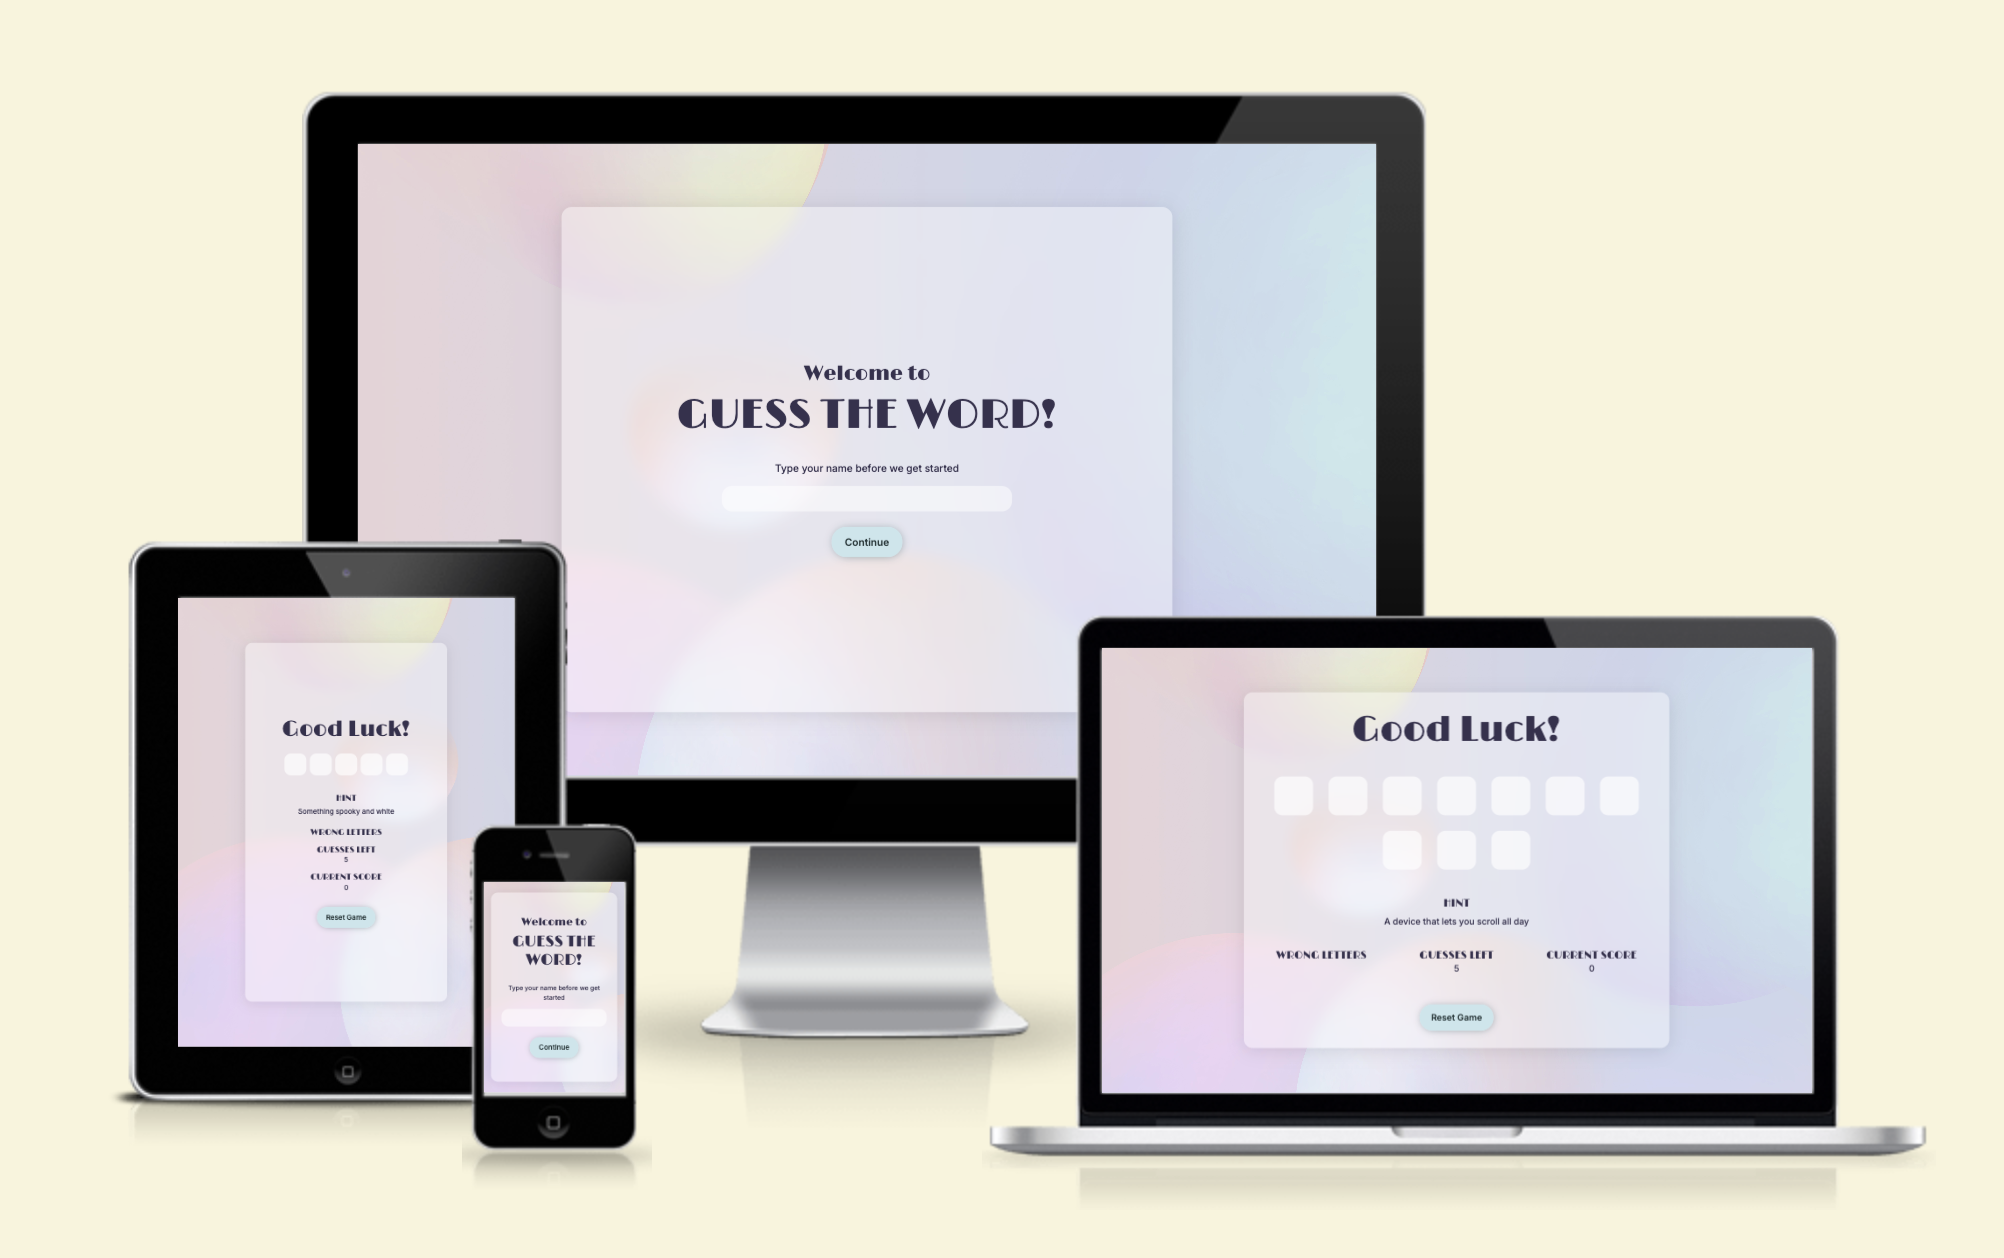 Welcome to
GUESS THE WORD!
Type your name before we get started
Continue
Good Luck!
HINT
Something spooky and white
WRONG LETTERS
GUESSES LEFT
5
CURRENT SCORE
0
Reset Game
Welcome to
GUESS THE
WORD!
Type your name before we get
started
Continue
Good Luck!
HINT
A device that lets you scroll all day
WRONG LETTERS GUESSES LEFT CURRENT SCORE
5 0
Reset Game